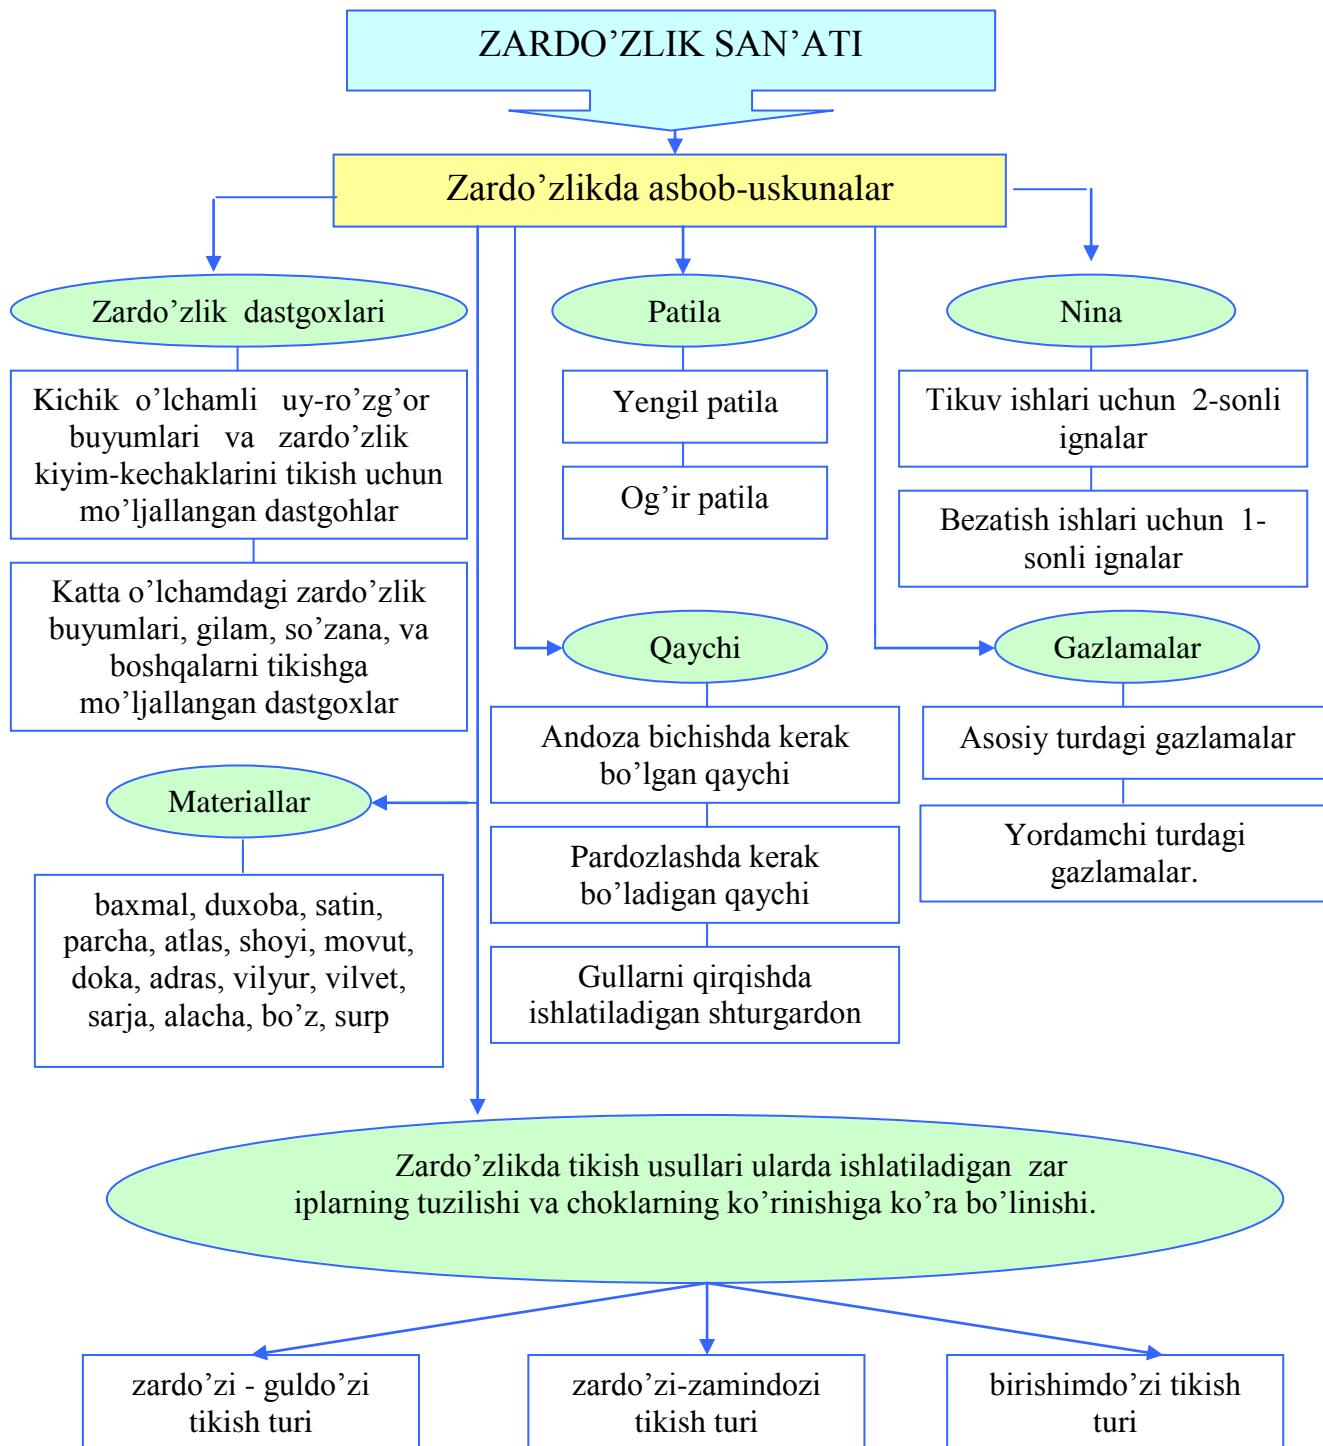 ZARDO’ZLIK SAN’ATI
Zardo’zlikda asbob-uskunalar
Zardo’zlik dastgoxlari
Kichik o’lchamli uy-ro’zg’or
buyumlari va zardo’zlik
kiyim-kechaklarini tikish uchun
mo’ljallangan dastgohlar
Katta o’lchamdagi zardo’zlik
buyumlari, gilam, so’zana, va
boshqalarni tikishga
mo’ljallangan dastgoxlar
Patila
Yengil patila
Og’ir patila
Nina
Tikuv ishlari uchun 2-sonli
ignalar
Bezatish ishlari uchun 1-
sonli ignalar
Qaychi
Andoza bichishda kerak
bo’lgan qaychi
Pardozlashda kerak
bo’ladigan qaychi
Gullarni qirqishda
ishlatiladigan shturgardon
Gazlamalar
Asosiy turdagi gazlamalar
Yordamchi turdagi
gazlamalar.
Materiallar
baxmal, duxoba, satin,
parcha, atlas, shoyi, movut,
doka, adras, vilyur, vilvet,
sarja, alacha, bo’z, surp
Zardo’zlikda tikish usullari ularda ishlatiladigan zar
iplarning tuzilishi va choklarning ko’rinishiga ko’ra bo’linishi.
zardo’zi - guldo’zi
tikish turi
zardo’zi-zamindozi
tikish turi
birishimdo’zi tikish
turi